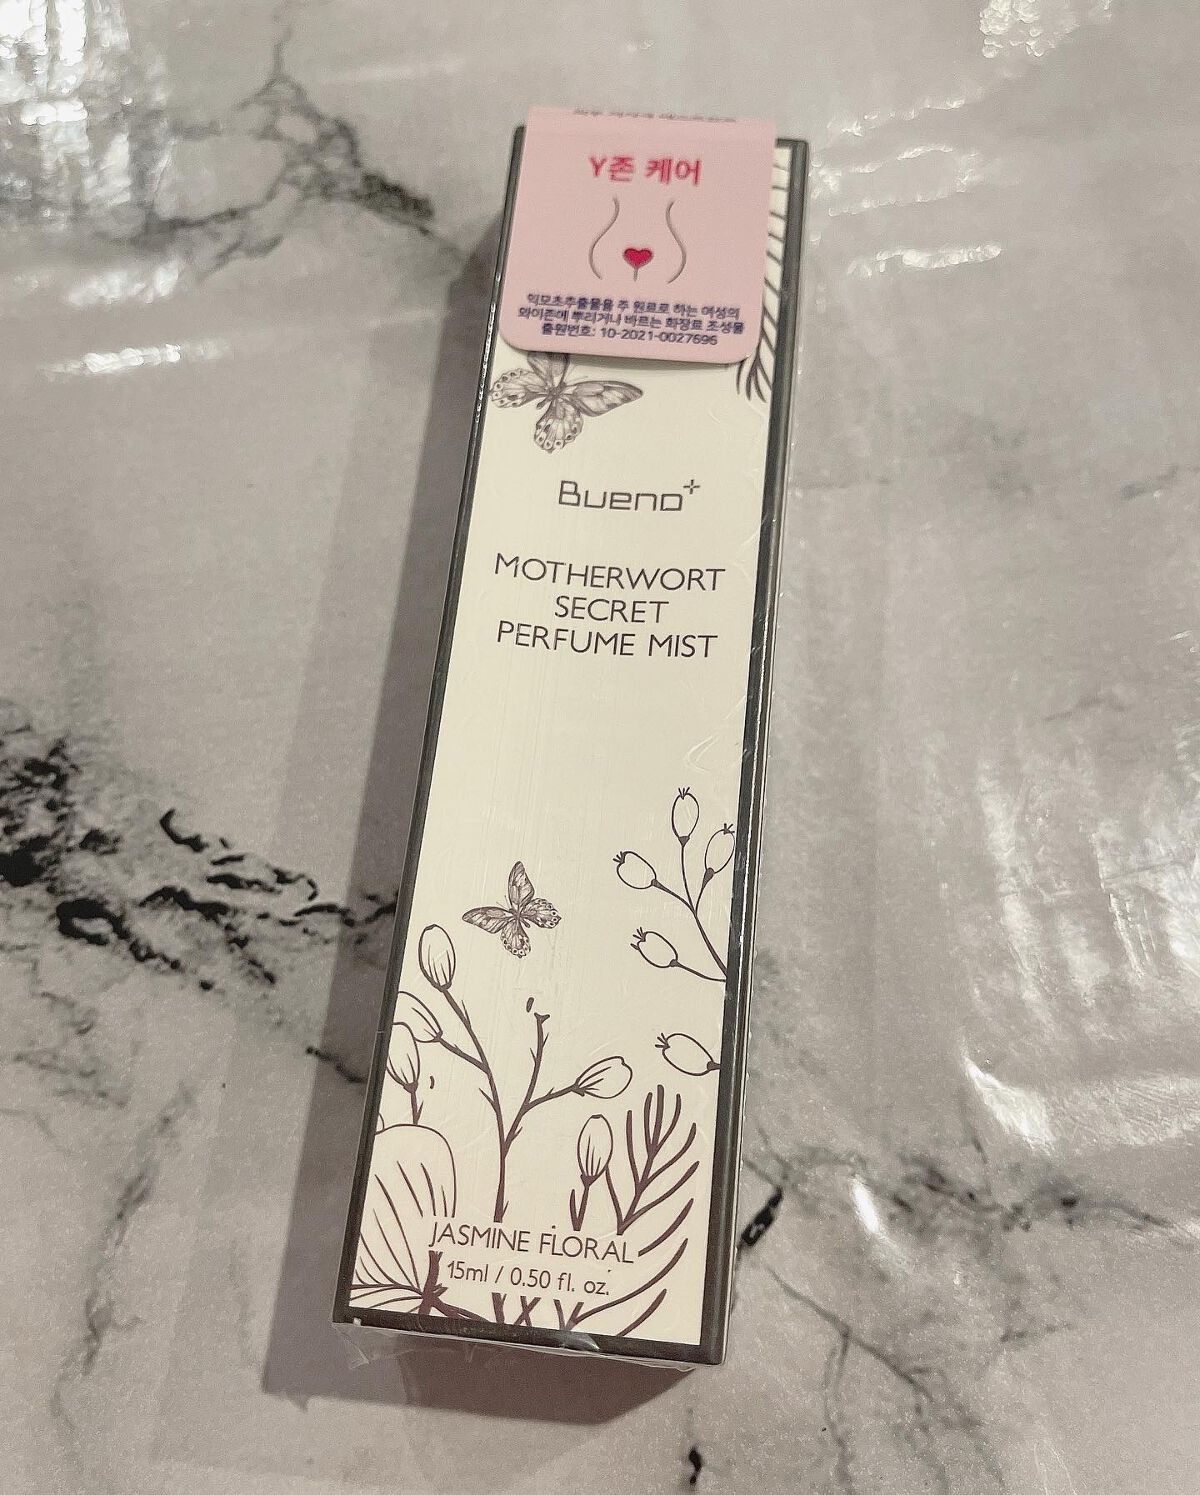 Y존 케어
익모초추출물을 주 원료로 하는 여성의
와이존에 뿌리거나 바르는 화장료 조성물
출원번호: 10-2021-0027696
Bueno+
MOTHERWORT
SECRET
PERFUME MIST
JASMINE FLORAL
15ml / 0.50 fl. oz.